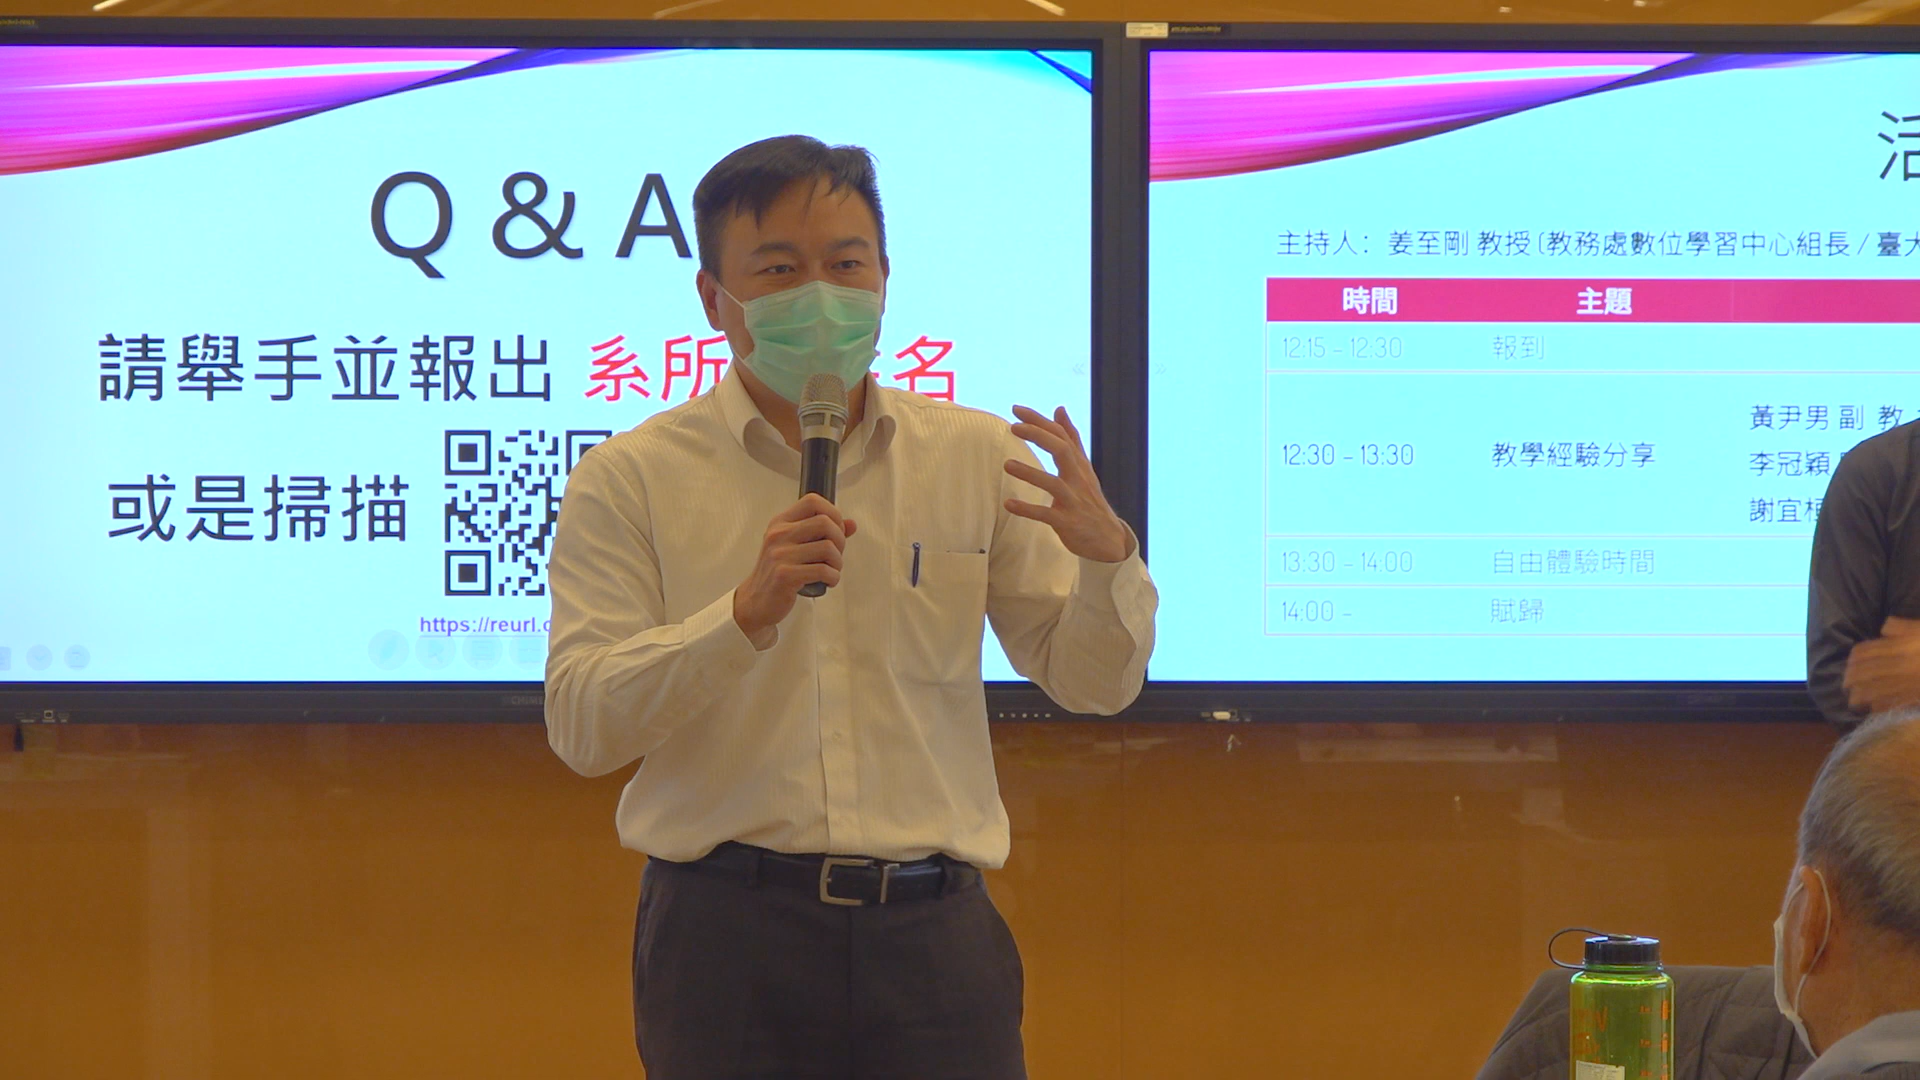 Q & A
請舉手並報出 系所 名
或是掃描
https://reurl.c
活
主持人：姜至剛 教授 (教務處數位學習中心組長 / 臺大
時間 主題
12:15 – 12:30 報到
12:30 – 13:30 教學經驗分享
黃尹男 副 教
李冠穎
謝宜桓
13:30 – 14:00 自由體驗時間
14:00 – 賦歸